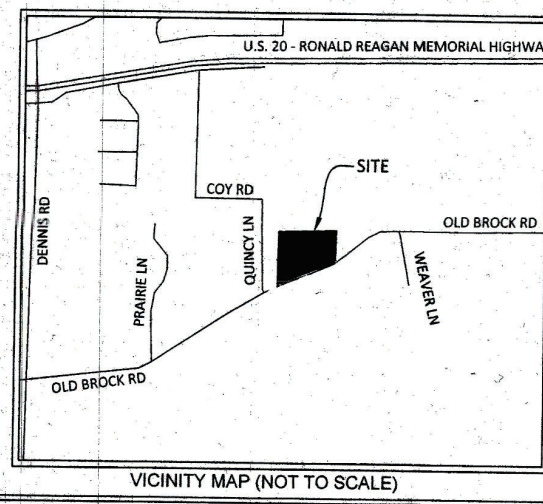 U.S. 20 - RONALD REAGAN MEMORIAL HIGHWA
SITE
COY RD
OLD BROCK RD
DENNIS RD
QUINCY LN
WEAVER LN
PRAIRIE LN
OLD BROCK RD
VICINITY MAP (NOT TO SCALE)